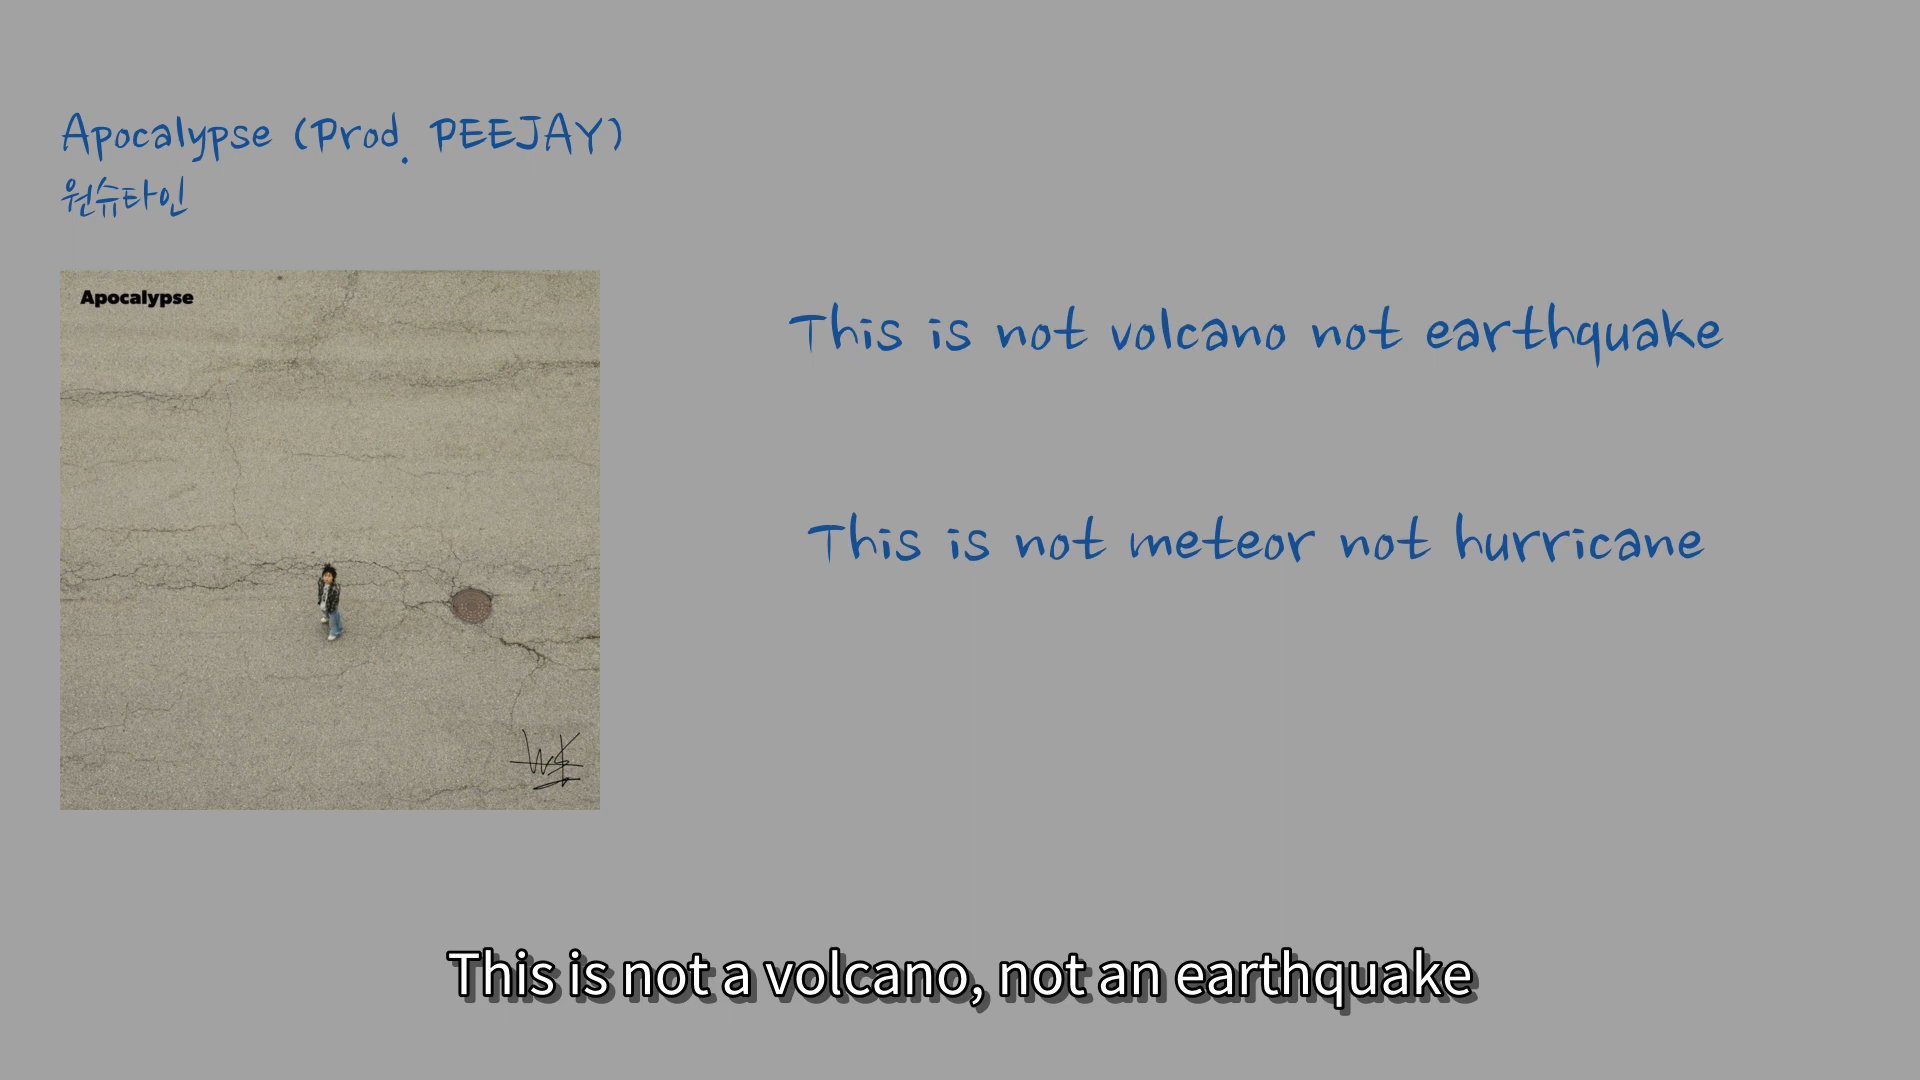 Apocalypse (Prod. PEEJAY)
원슈타인
Apocalypse
This is not volcano not earthquake
This is not meteor not hurricane
This is not a volcano, not an earthquake